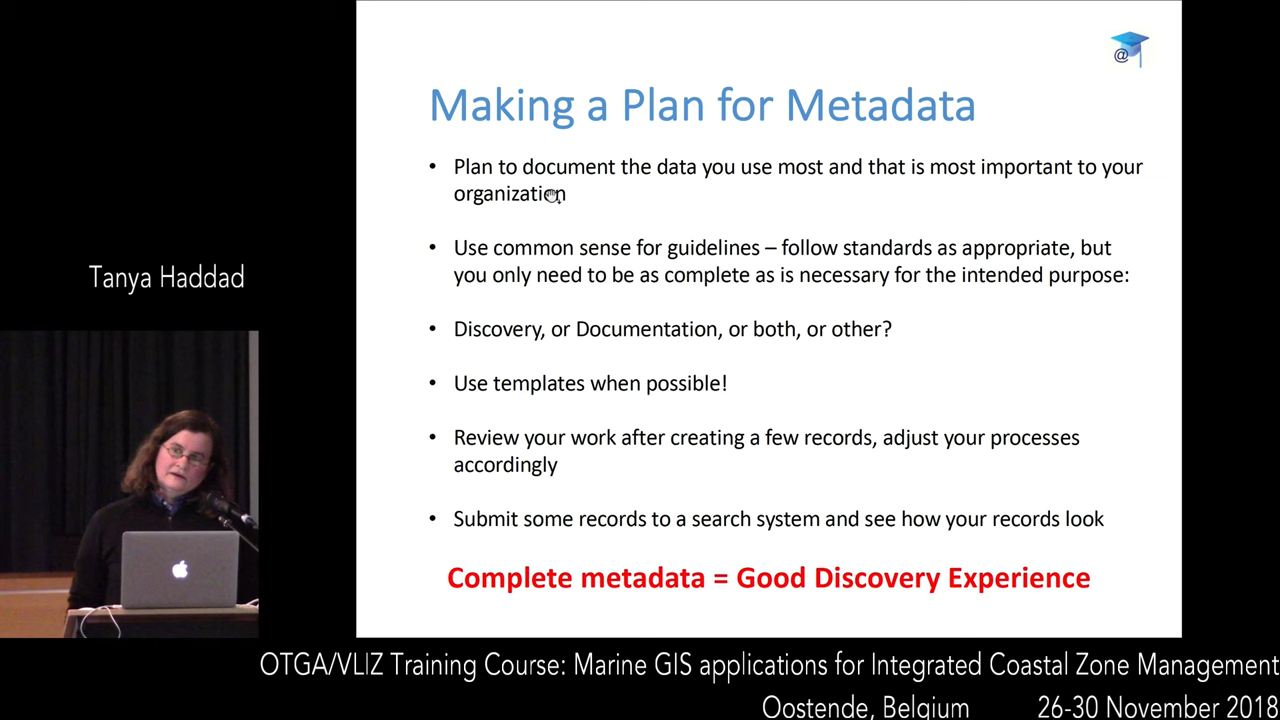 @
Making a Plan for Metadata
• Plan to document the data you use most and that is most important to your
organization
• Use common sense for guidelines – follow standards as appropriate, but
you only need to be as complete as is necessary for the intended purpose:
• Discovery, or Documentation, or both, or other?
• Use templates when possible!
• Review your work after creating a few records, adjust your processes
accordingly
• Submit some records to a search system and see how your records look
Complete metadata = Good Discovery Experience
Tanya Haddad
OTGA/VLIZ Training Course: Marine GIS applications for Integrated Coastal Zone Management
Oostende, Belgium 26-30 November 2018